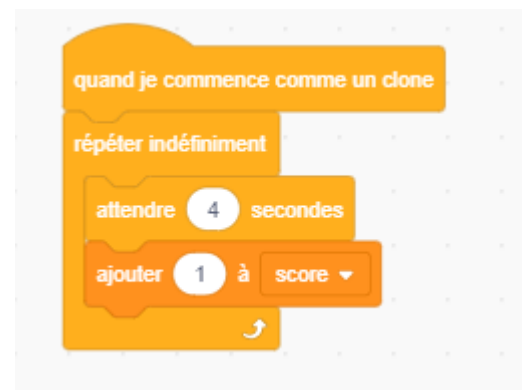 quand je commence comme un clone
répéter indéfiniment
attendre 4 secondes
ajouter 1 à score